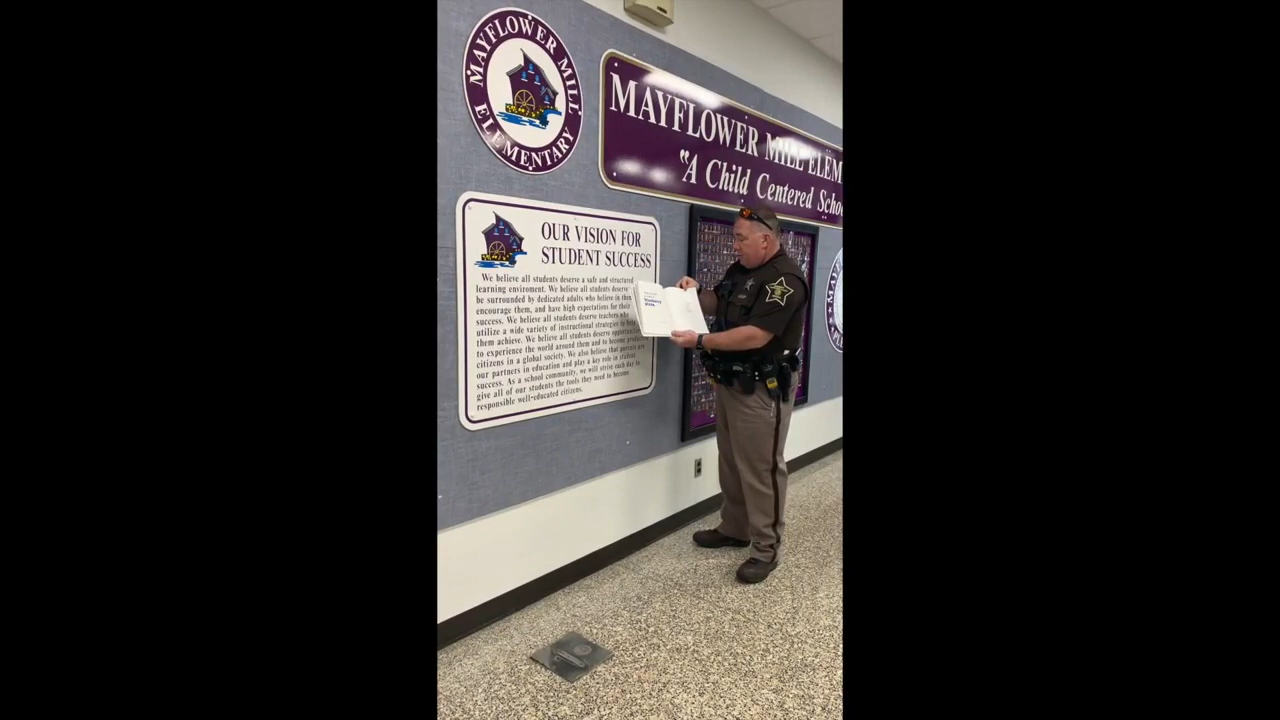 MAYFLOWER MILL
ELEMENTARY
MAYFLOWER MILL ELEM
"A Child Centered Schoo
OUR VISION FOR
STUDENT SUCCESS
We believe all students deserve a safe and structured
learning enviroment. We believe all students deserve
be surrounded by dedicated adults who believe in them
encourage them, and have high expectations for their
success. We believe all students deserve teachers who
utilize a wide variety of instructional strategies to help
them achieve. We believe all students deserve
to experience the world around them and to become
citizens in a global society. We also believe that parents are
our partners in education and play a key role in student
success. As a school community, we will strive each day to
give all of our students the tools they need to become
responsible well-educated citizens.